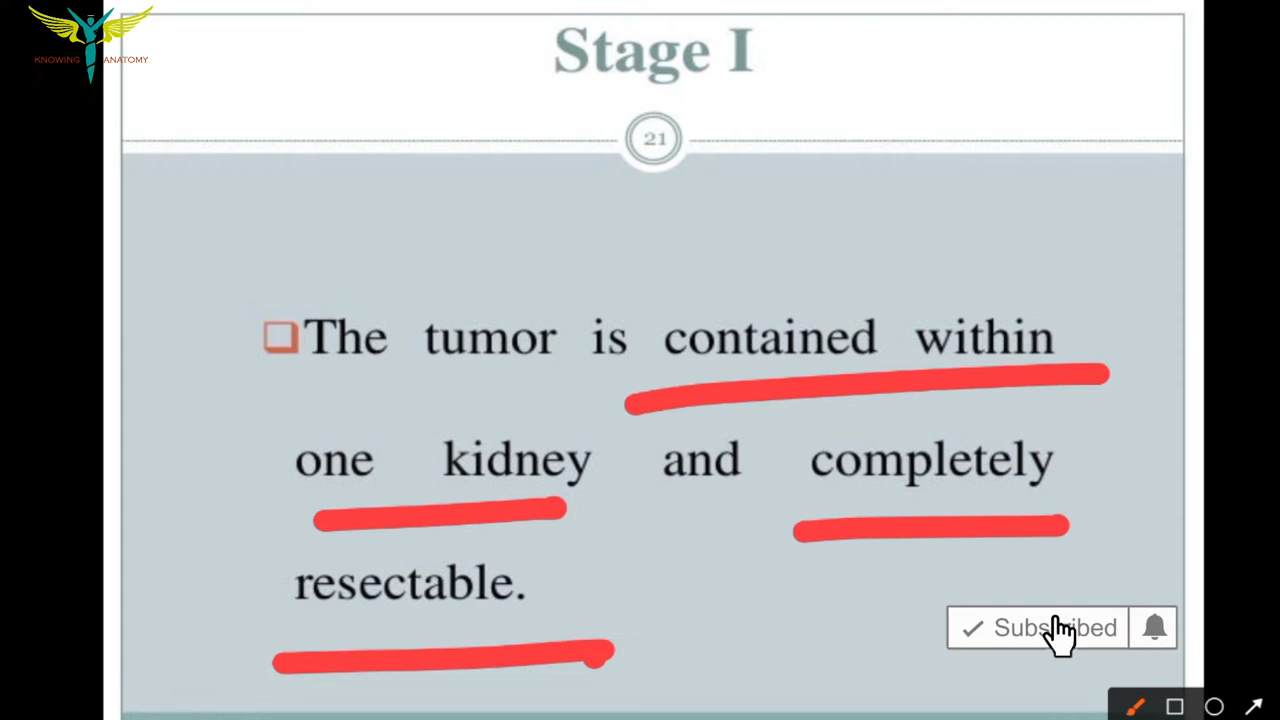 Stage I
KNOWING ANATOMY
21
The tumor is contained within
one kidney and completely
resectable.
Subscribed